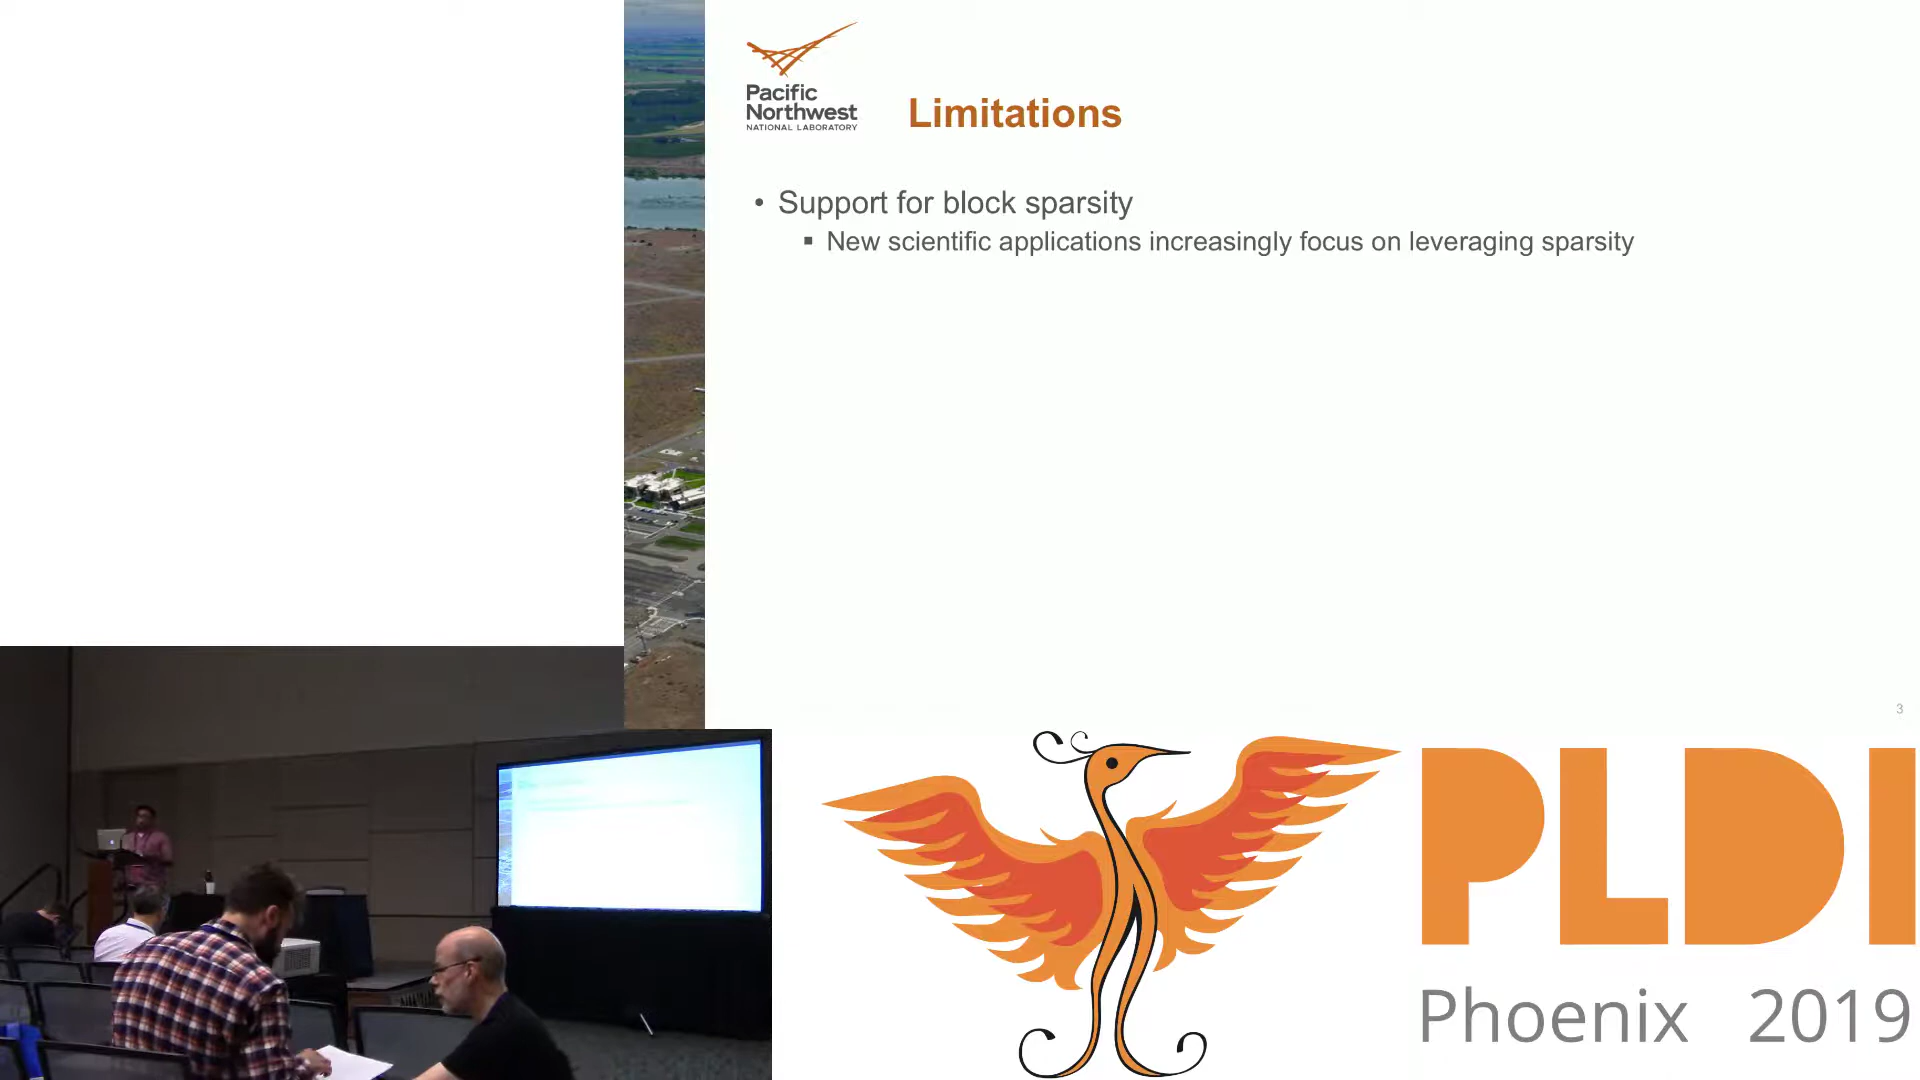 Pacific
Northwest
NATIONAL LABORATORY
Limitations
• Support for block sparsity
▪ New scientific applications increasingly focus on leveraging sparsity
3
PLDI
Phoenix 2019